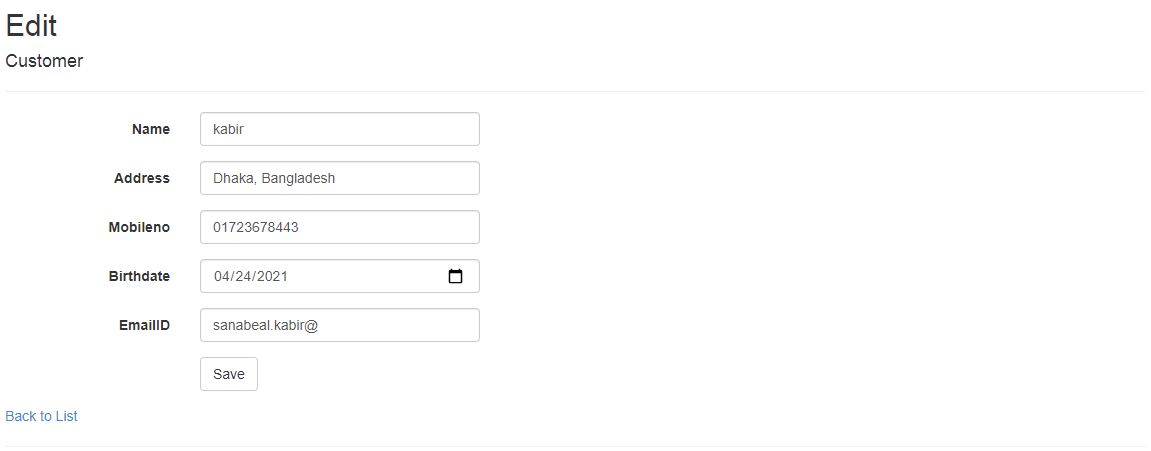 Edit
Customer
Name kabir
Address Dhaka, Bangladesh
Mobileno 01723678443
Birthdate 04/24/2021
EmailID sanabeal.kabir@
Save
Back to List